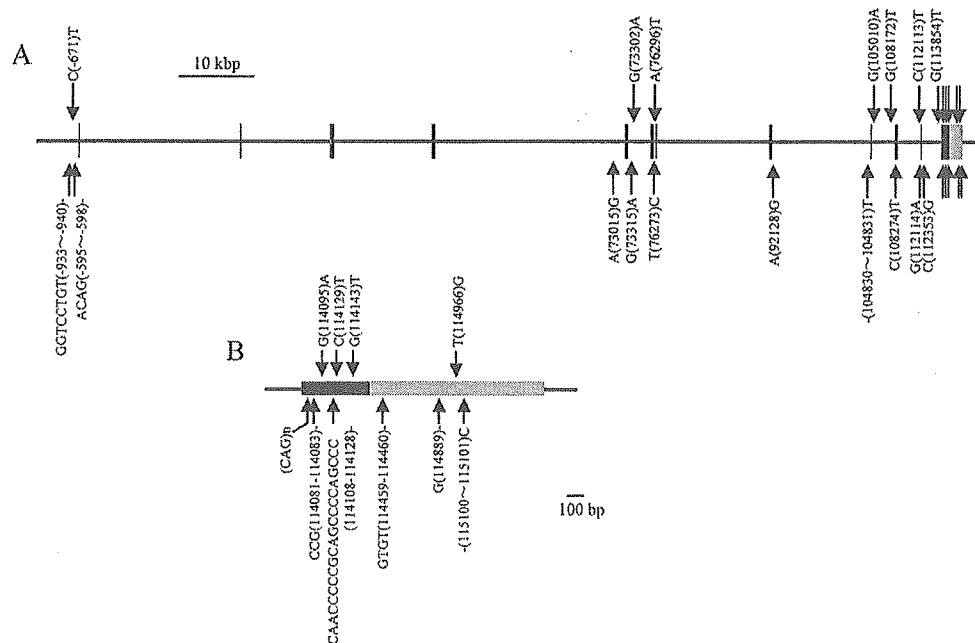 A
C(-671)T
10 kbp
G(73302)A
A(76296)T
G(105010)A
G(108172)T
C(112113)T
G(113854)T
GGTCCTGT(-933~-940)-
ACAG(-595~-598)-
A(73015)G
G(73315)A
T(76273)C
A(92128)G
-(104830~104831)T
C(108274)T
G(112114)A
C(112353)G
B
G(114095)A
C(114129)T
G(114143)T
T(114966)G
(CAG)n
CCG(114081-114083)-
CAACCCCCGCAGCCCCAGCCC
(114108-114128)-
GTGT(114459-114460)-
G(114889)-
-(115100~115101)C
100 bp